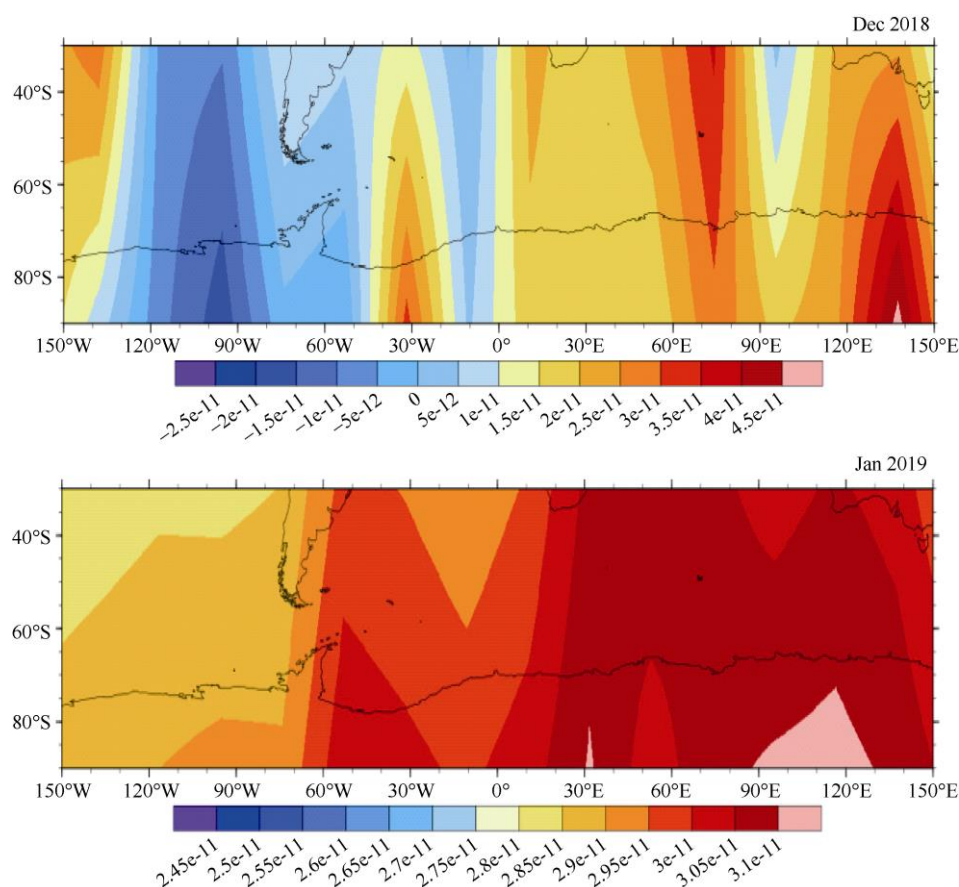 Dec 2018
40°S
60°S
80°S
150°W 120°W 90°W 60°W 30°W 0° 30°E 60°E 90°E 120°E 150°E
−2.5e-11 −2e-11 −1.5e-11 −1e-11 −5e-12 0 5e-12 1e-11 1.5e-11 2e-11 2.5e-11 3e-11 3.5e-11 4e-11 4.5e-11
Jan 2019
40°S
60°S
80°S
150°W 120°W 90°W 60°W 30°W 0° 30°E 60°E 90°E 120°E 150°E
2.45e-11 2.5e-11 2.55e-11 2.6e-11 2.65e-11 2.7e-11 2.75e-11 2.8e-11 2.85e-11 2.9e-11 2.95e-11 3e-11 3.05e-11 3.1e-11